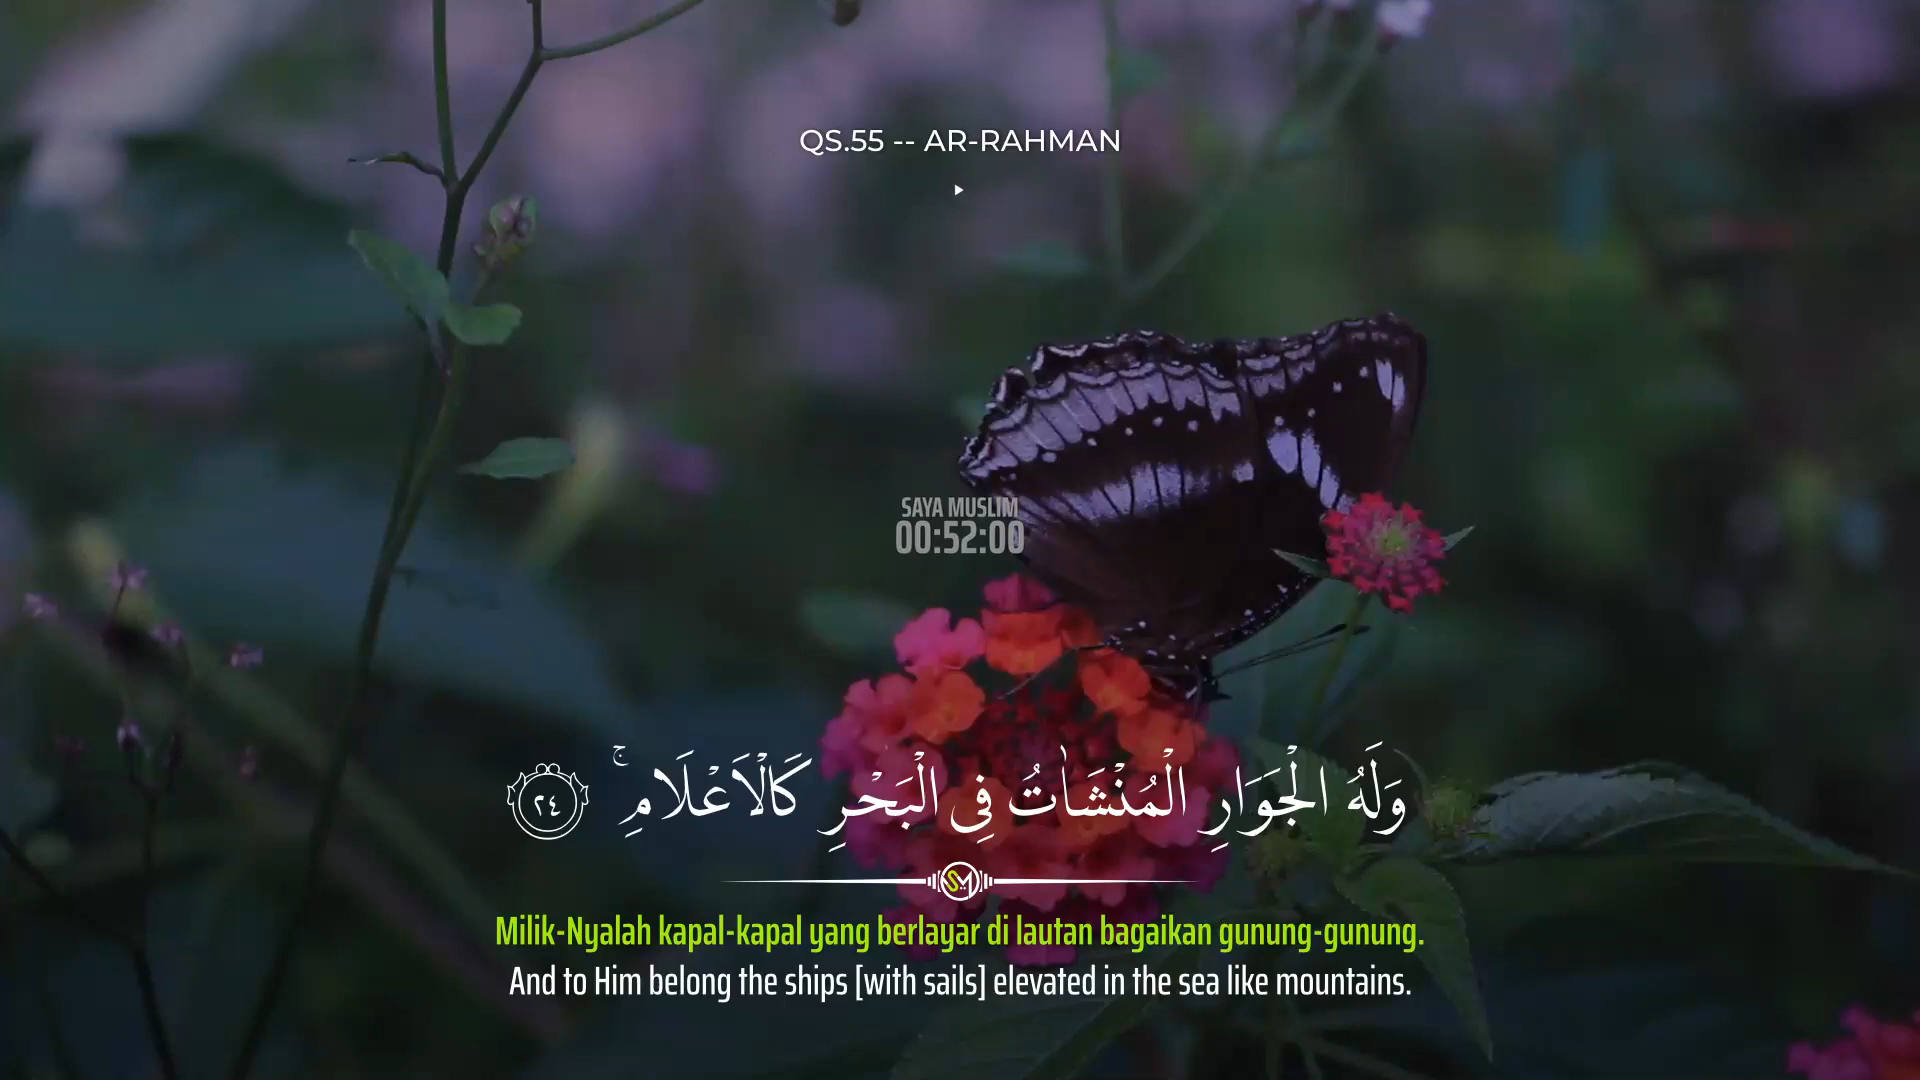 QS.55 -- AR-RAHMAN
SAYA MUSLIM
00:52:00
وَلَهُ الْجَوَارِ الْمُنْشَاٰتُ فِى الْبَحْرِ كَالْاَعْلَامِۚ ٢٤
SM
Milik-Nyalah kapal-kapal yang berlayar di lautan bagaikan gunung-gunung.
And to Him belong the ships [with sails] elevated in the sea like mountains.